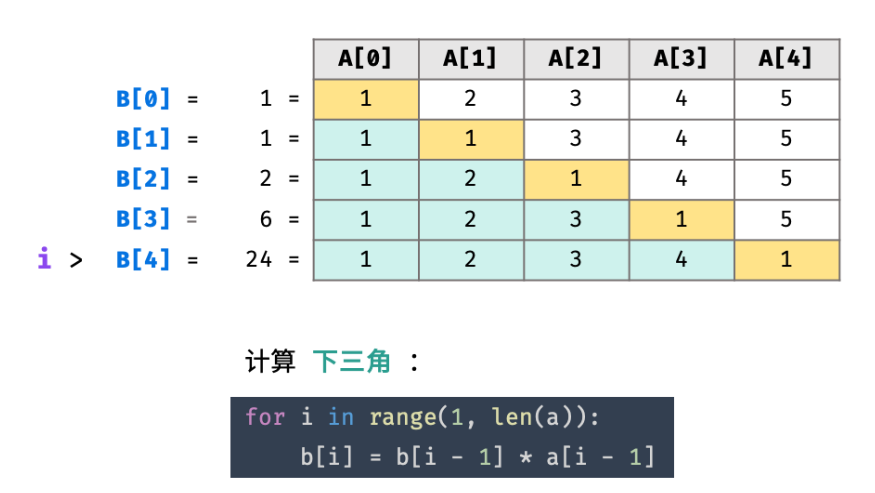 A[0] A[1] A[2] A[3] A[4]
B[0] = 1 = 1 2 3 4 5
B[1] = 1 = 1 1 3 4 5
B[2] = 2 = 1 2 1 4 5
B[3] = 6 = 1 2 3 1 5
i > B[4] = 24 = 1 2 3 4 1
计算 下三角 ：
for i in range(1, len(a)):
b[i] = b[i - 1] * a[i - 1]